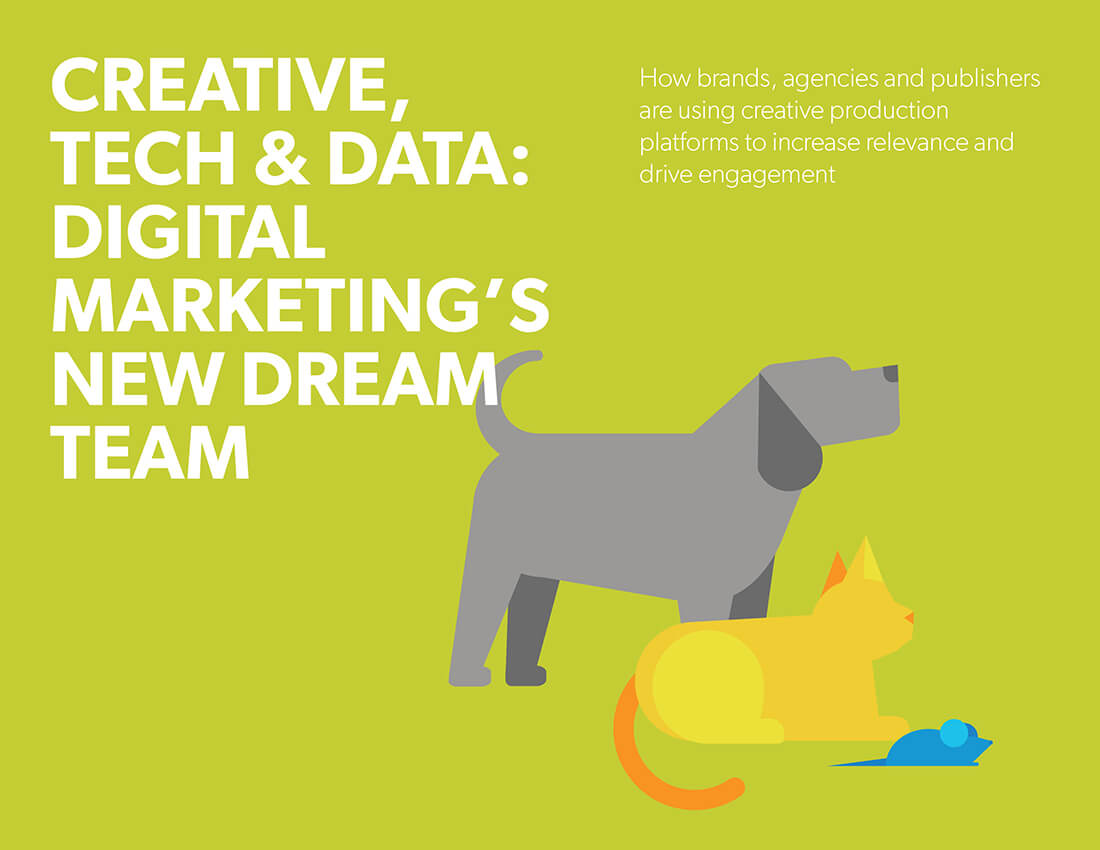 CREATIVE,
TECH & DATA:
DIGITAL
MARKETING’S
NEW DREAM
TEAM
How brands, agencies and publishers
are using creative production
platforms to increase relevance and
drive engagement